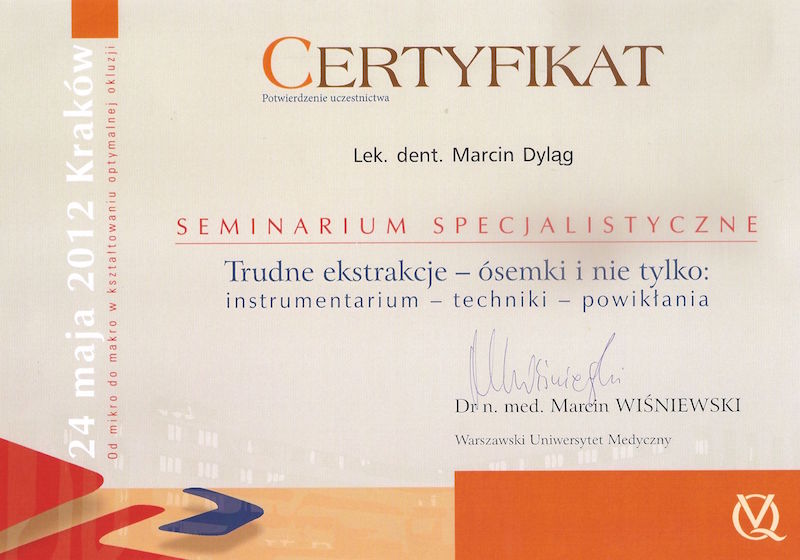 CERTYFIKAT
Potwierdzenie uczestnictwa
Lek. dent. Marcin Dyląg
SEMINARIUM SPECJALISTYCZNE
Trudne ekstrakcje – ósemki i nie tylko:
instrumentarium – techniki – powikłania
Dr n. med. Marcin WIŚNIEWSKI
Warszawski Uniwersytet Medyczny
24 maja 2012 Kraków
Od mikro do makro w kształtowaniu optymalnej okluzji